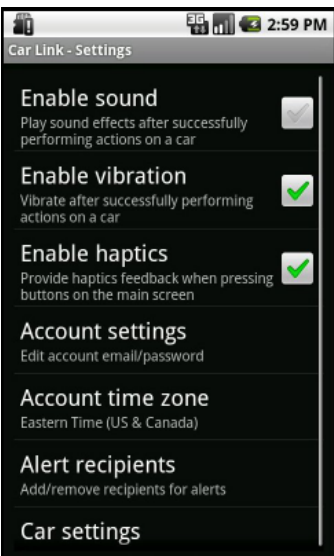 3G 2:59 PM
Car Link - Settings
Enable sound
Play sound effects after successfully
performing actions on a car
Enable vibration
Vibrate after successfully performing
actions on a car
Enable haptics
Provide haptics feedback when pressing
buttons on the main screen
Account settings
Edit account email/password
Account time zone
Eastern Time (US & Canada)
Alert recipients
Add/remove recipients for alerts
Car settings